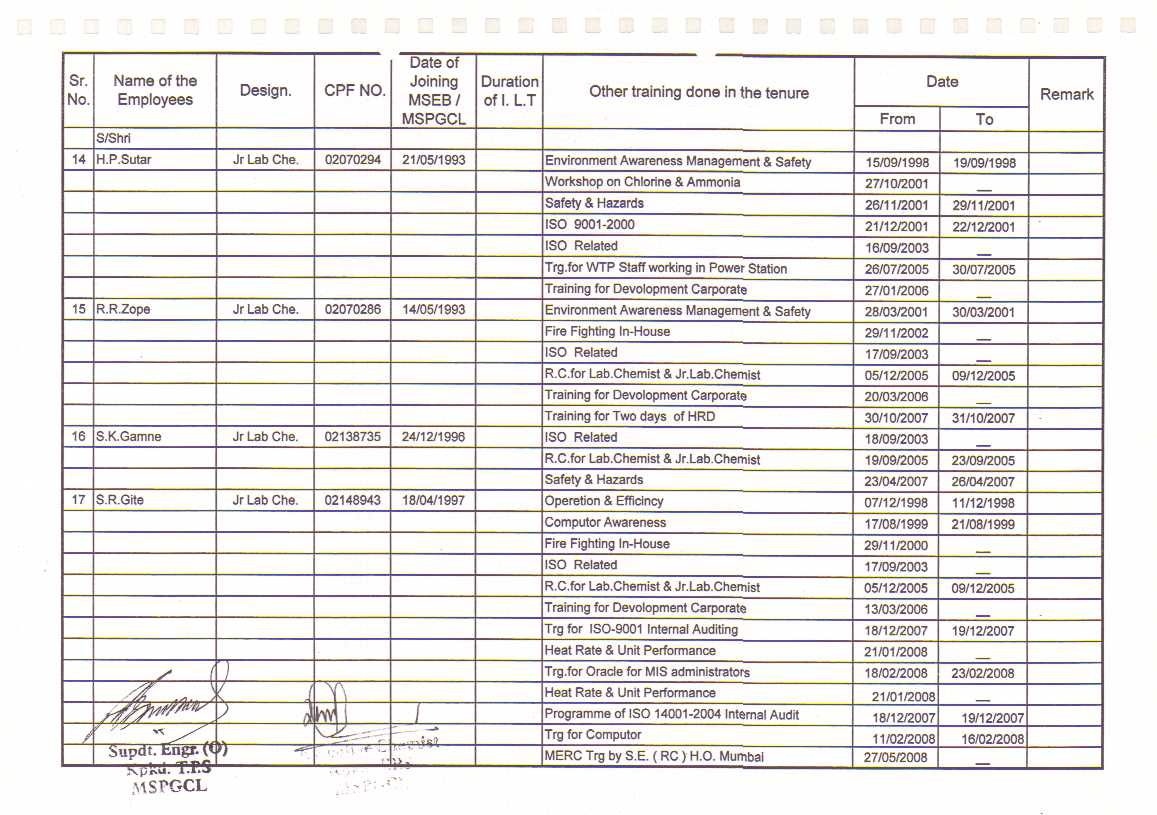 Sr. No. Name of the Employees Design. CPF NO. Date of Joining MSEB / MSPGCL Duration of I. L.T Other training done in the tenure Date From To Remark
S/Shri
14 H.P.Sutar Jr Lab Che. 02070294 21/05/1993 Environment Awareness Management & Safety 15/09/1998 19/09/1998
Workshop on Chlorine & Ammonia 27/10/2001 __
Safety & Hazards 26/11/2001 29/11/2001
ISO 9001-2000 21/12/2001 22/12/2001
ISO Related 16/09/2003 __
Trg.for WTP Staff working in Power Station 26/07/2005 30/07/2005
Training for Devolopment Carporate 27/01/2006 __
15 R.R.Zope Jr Lab Che. 02070286 14/05/1993 Environment Awareness Management & Safety 28/03/2001 30/03/2001
Fire Fighting In-House 29/11/2002 __
ISO Related 17/09/2003 __
R.C.for Lab.Chemist & Jr.Lab.Chemist 05/12/2005 09/12/2005
Training for Devolopment Carporate 20/03/2006 __
Training for Two days of HRD 30/10/2007 31/10/2007
16 S.K.Gamne Jr Lab Che. 02138735 24/12/1996 ISO Related 18/09/2003 __
R.C.for Lab.Chemist & Jr.Lab.Chemist 19/09/2005 23/09/2005
Safety & Hazards 23/04/2007 26/04/2007
17 S.R.Gite Jr Lab Che. 02148943 18/04/1997 Operetion & Efficincy 07/12/1998 11/12/1998
Computor Awareness 17/08/1999 21/08/1999
Fire Fighting In-House 29/11/2000 __
ISO Related 17/09/2003 __
R.C.for Lab.Chemist & Jr.Lab.Chemist 05/12/2005 09/12/2005
Training for Devolopment Carporate 13/03/2006 __
Trg for ISO-9001 Internal Auditing 18/12/2007 19/12/2007
Heat Rate & Unit Performance 21/01/2008 __
Trg.for Oracle for MIS administrators 18/02/2008 23/02/2008
Heat Rate & Unit Performance 21/01/2008 __
Programme of ISO 14001-2004 Internal Audit 18/12/2007 19/12/2007
Trg for Computor 11/02/2008 16/02/2008
MERC Trg by S.E. ( RC ) H.O. Mumbai 27/05/2008 __
Supdt. Engr. (O)
Npkd. T.P.S
MSPGCL
Chemist